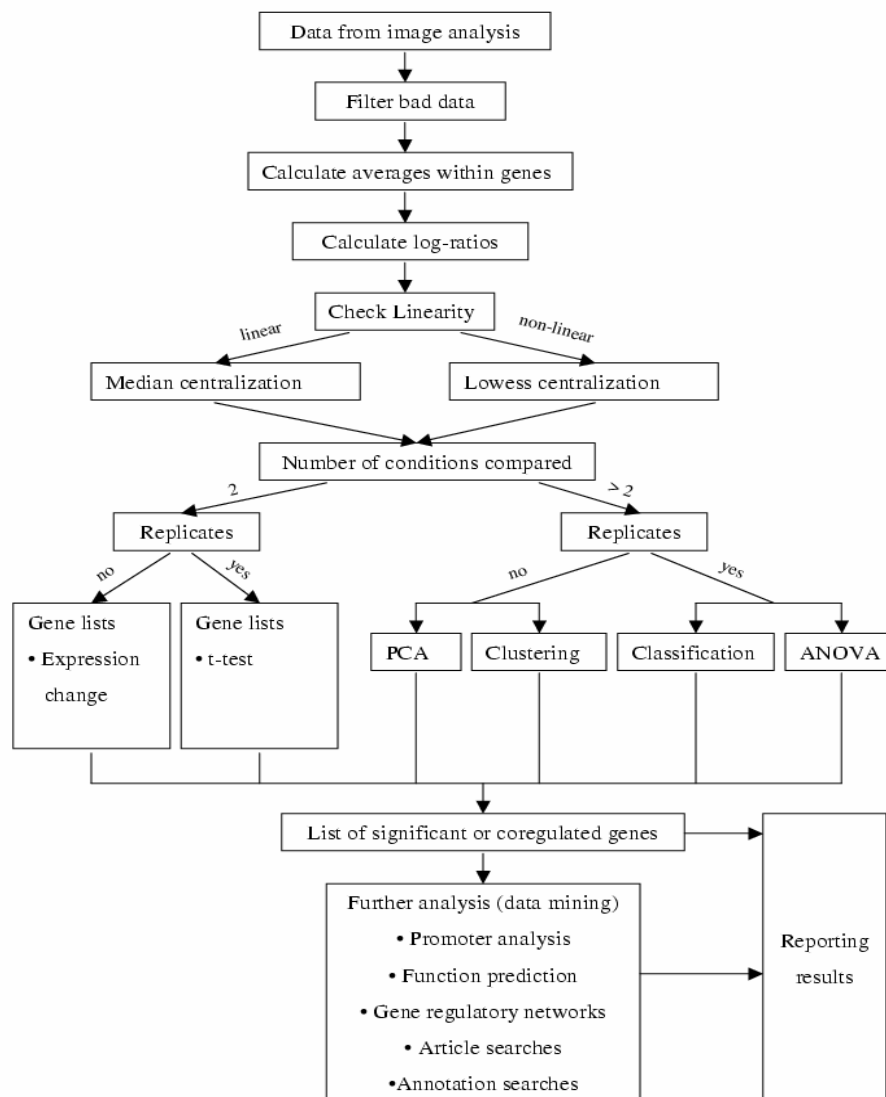 Data from image analysis
Filter bad data
Calculate averages within genes
Calculate log-ratios
Check Linearity
linear
non-linear
Median centralization
Lowess centralization
Number of conditions compared
2
> 2
Replicates
Replicates
no
yes
no
yes
Gene lists
• Expression
change
Gene lists
• t-test
PCA
Clustering
Classification
ANOVA
List of significant or coregulated genes
Further analysis (data mining)
• Promoter analysis
• Function prediction
• Gene regulatory networks
• Article searches
•Annotation searches
Reporting
results